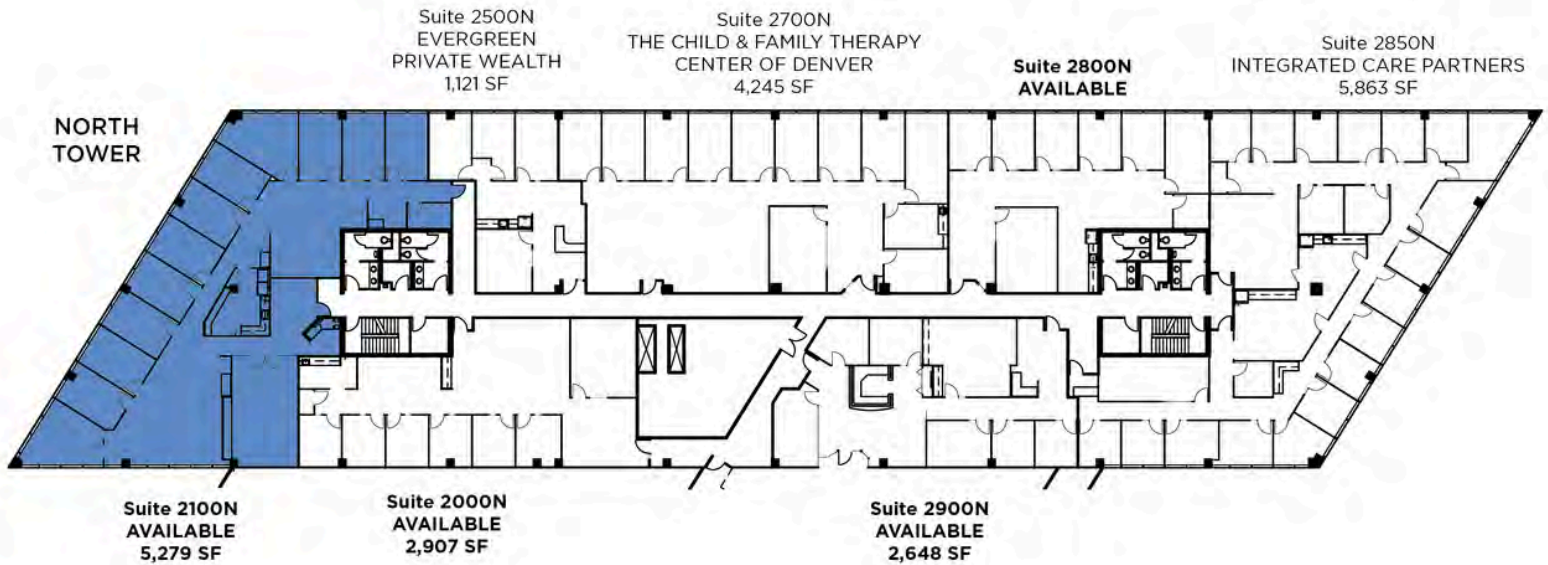 Suite 2500N
EVERGREEN
PRIVATE WEALTH
1,121 SF
Suite 2700N
THE CHILD & FAMILY THERAPY
CENTER OF DENVER
4,245 SF
Suite 2800N
AVAILABLE
Suite 2850N
INTEGRATED CARE PARTNERS
5,863 SF
NORTH
TOWER
Suite 2100N
AVAILABLE
5,279 SF
Suite 2000N
AVAILABLE
2,907 SF
Suite 2900N
AVAILABLE
2,648 SF